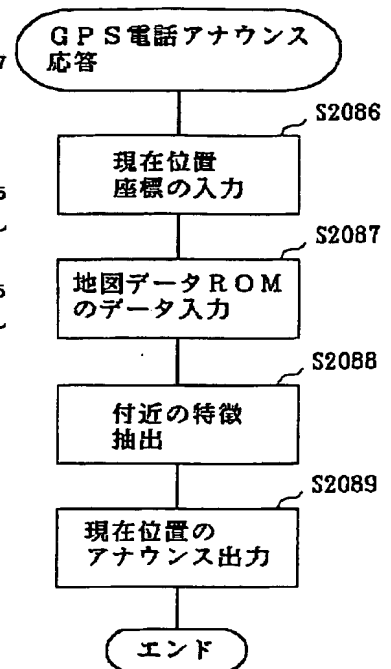 GPS電話アナウンス
応答
7
S2086
現在位置
座標の入力
5
S2087
5
地図データROM
のデータ入力
S2088
付近の特徴
抽出
S2089
現在位置の
アナウンス出力
エンド